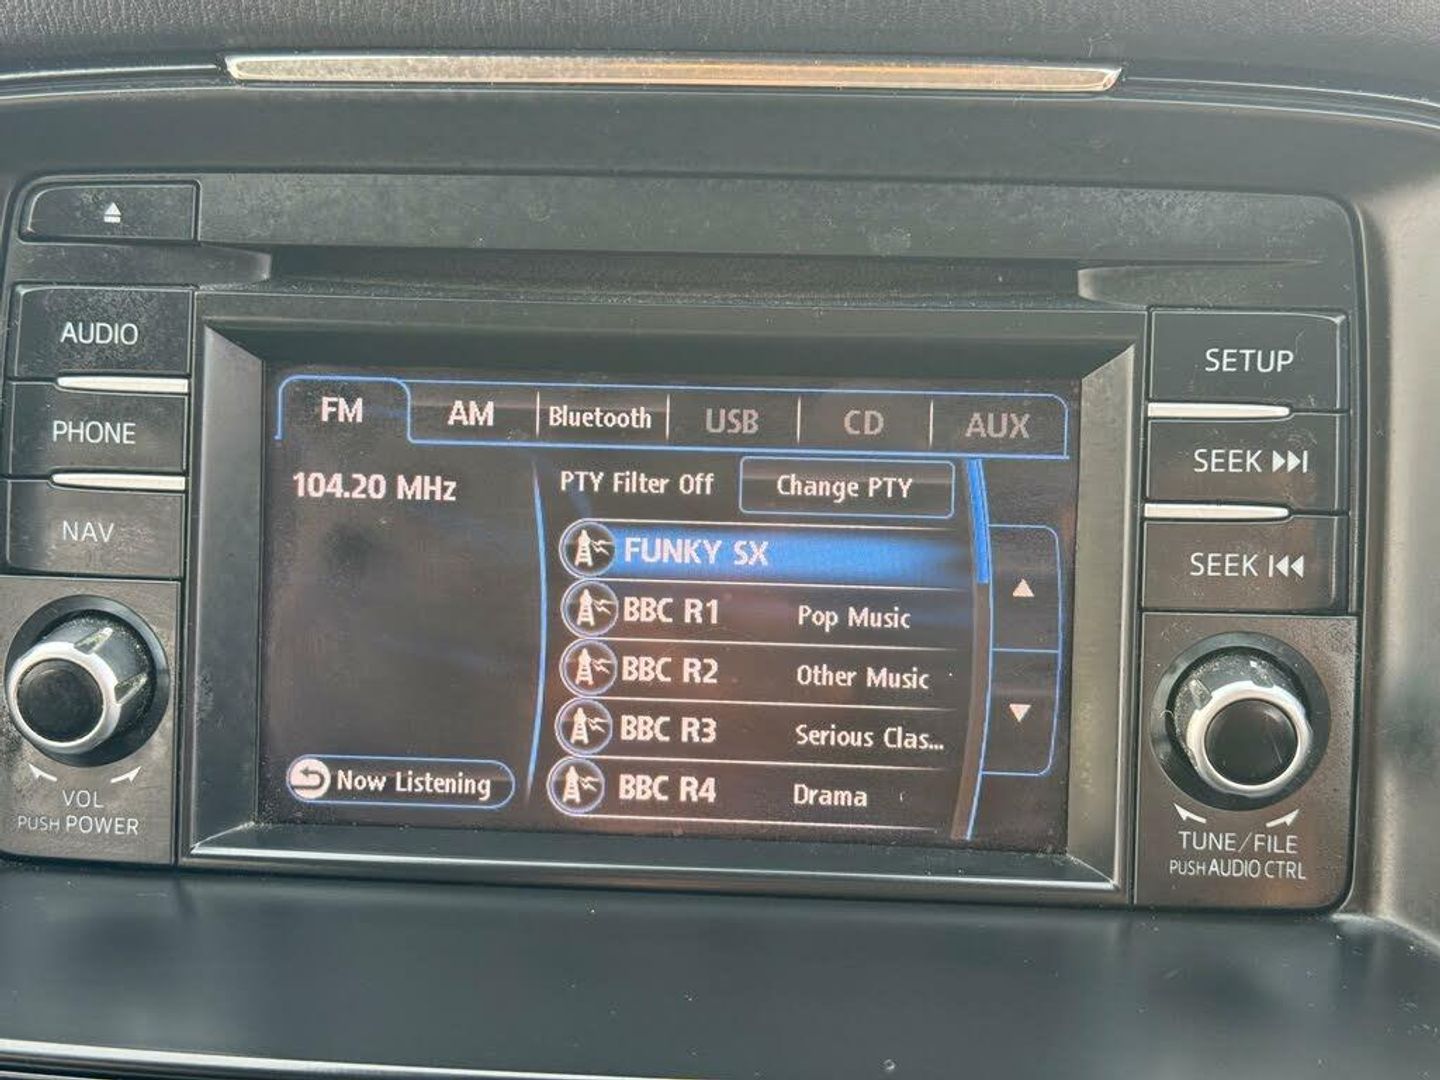 AUDIO
PHONE
NAV
VOL
PUSH POWER
FM AM Bluetooth USB CD AUX
104.20 MHz
PTY Filter Off Change PTY
FUNKY SX
BBC R1 Pop Music
BBC R2 Other Music
BBC R3 Serious Clas...
BBC R4 Drama
Now Listening
SETUP
SEEK
SEEK
TUNE/FILE
PUSH AUDIO CTRL